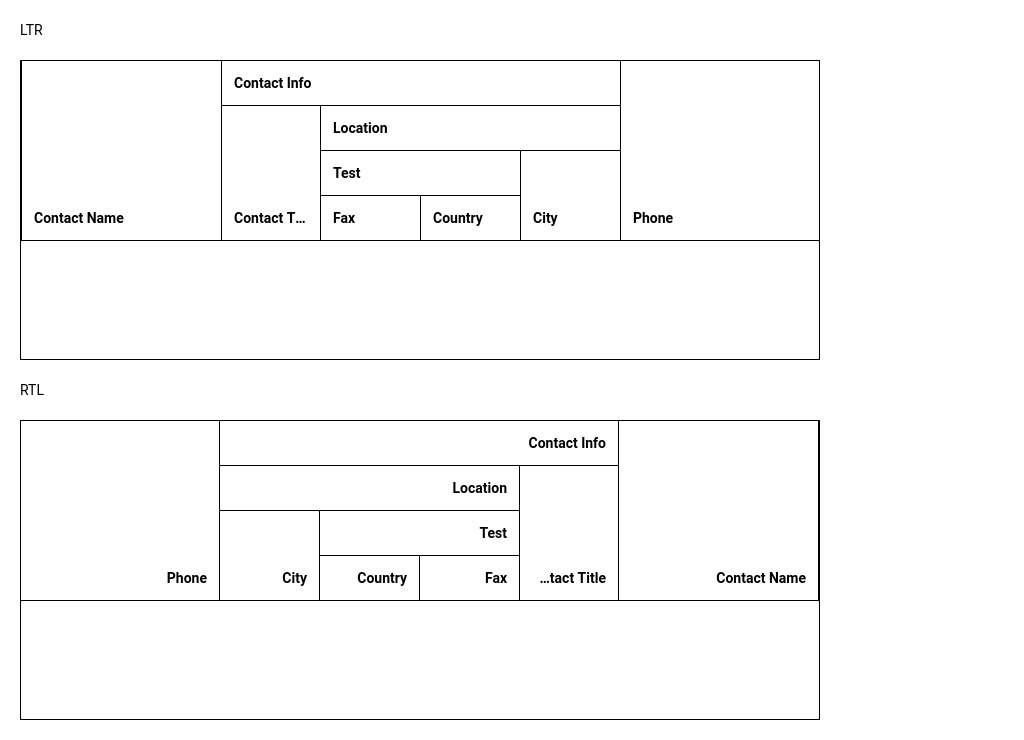 LTR
Contact Info
Location
Test
Contact Name Contact T... Fax Country City Phone
RTL
Contact Info
Location
Test
Phone City Country Fax ...tact Title Contact Name